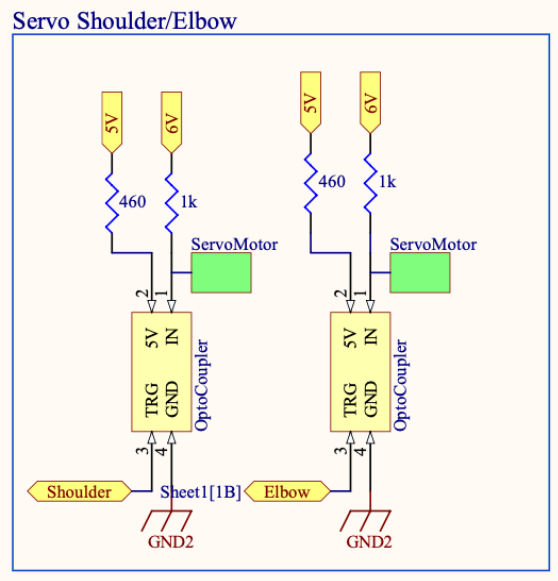 Servo Shoulder/Elbow
5V 6V 5V 6V
460 1k 460 1k
ServoMotor ServoMotor
2 1 2 1
5V IN 5V IN
OptoCoupler OptoCoupler
TRG GND TRG GND
3 4 3 4
Shoulder Sheet1[1B] Elbow
GND2 GND2